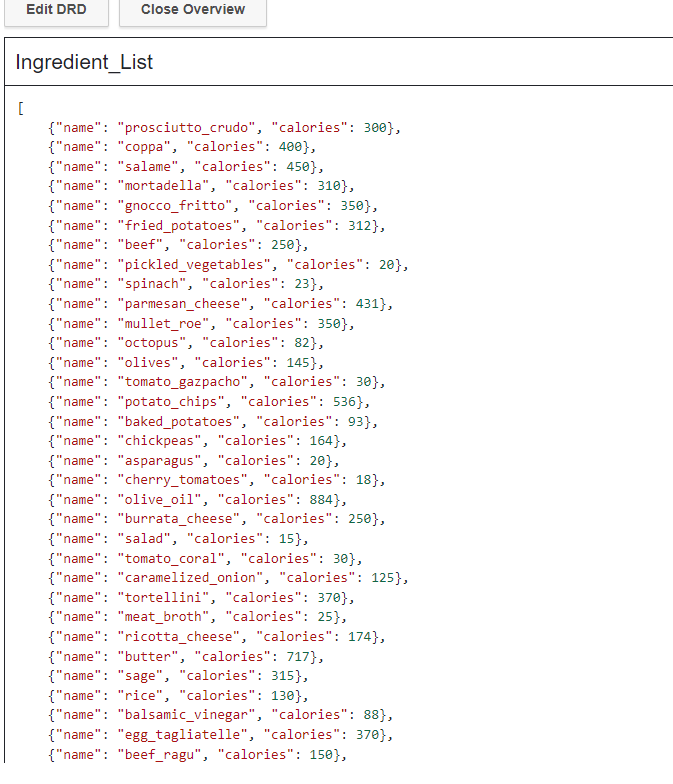 Edit DRD Close Overview
Ingredient_List
[
{"name": "prosciutto_crudo", "calories": 300},
{"name": "coppa", "calories": 400},
{"name": "salame", "calories": 450},
{"name": "mortadella", "calories": 310},
{"name": "gnocco_fritto", "calories": 350},
{"name": "fried_potatoes", "calories": 312},
{"name": "beef", "calories": 250},
{"name": "pickled_vegetables", "calories": 20},
{"name": "spinach", "calories": 23},
{"name": "parmesan_cheese", "calories": 431},
{"name": "mullet_roe", "calories": 350},
{"name": "octopus", "calories": 82},
{"name": "olives", "calories": 145},
{"name": "tomato_gazpacho", "calories": 30},
{"name": "potato_chips", "calories": 536},
{"name": "baked_potatoes", "calories": 93},
{"name": "chickpeas", "calories": 164},
{"name": "asparagus", "calories": 20},
{"name": "cherry_tomatoes", "calories": 18},
{"name": "olive_oil", "calories": 884},
{"name": "burrata_cheese", "calories": 250},
{"name": "salad", "calories": 15},
{"name": "tomato_coral", "calories": 30},
{"name": "caramelized_onion", "calories": 125},
{"name": "tortellini", "calories": 370},
{"name": "meat_broth", "calories": 25},
{"name": "ricotta_cheese", "calories": 174},
{"name": "butter", "calories": 717},
{"name": "sage", "calories": 315},
{"name": "rice", "calories": 130},
{"name": "balsamic_vinegar", "calories": 88},
{"name": "egg_tagliatelle", "calories": 370},
{"name": "beef_ragu", "calories": 150},